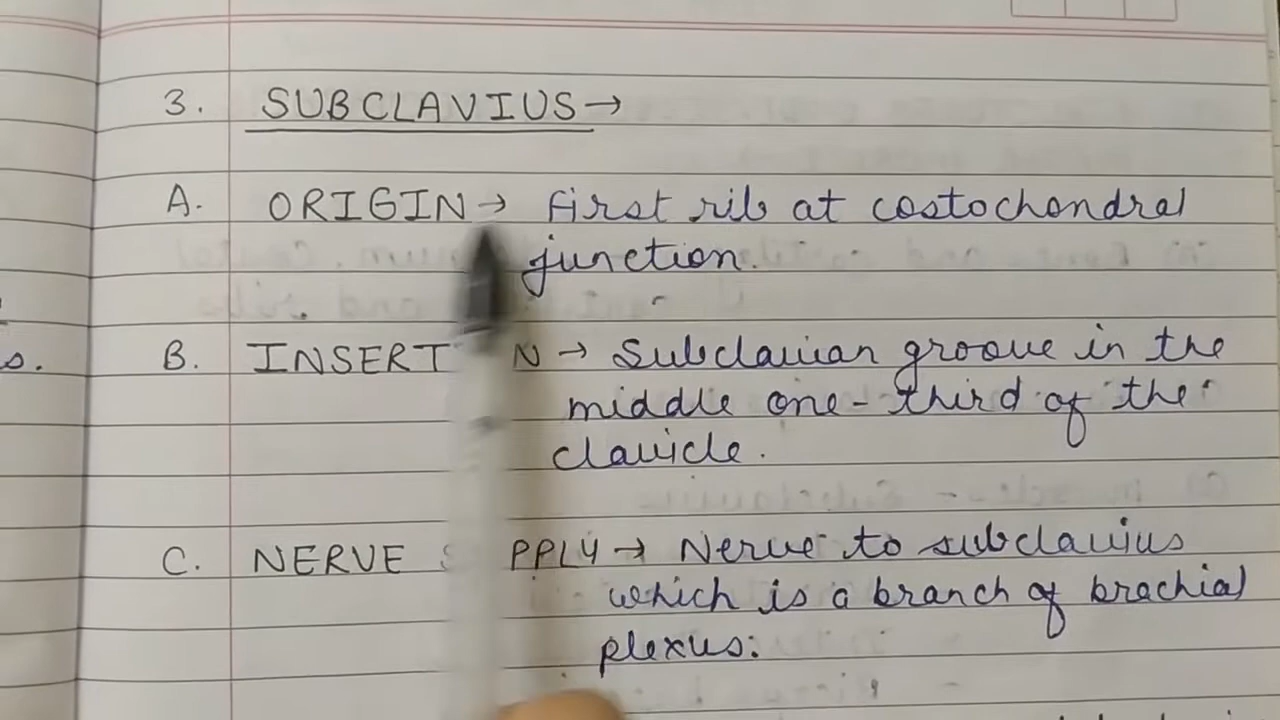 3. SUBCLAVIUS →
A. ORIGIN → First rib at costochondral
junction.
B. INSERT N → Subclavian groove in the
s.
middle one-third of the
clavicle.
C. NERVE S PPLY → Nerve to subclavius
which is a branch of brachial
plexus: